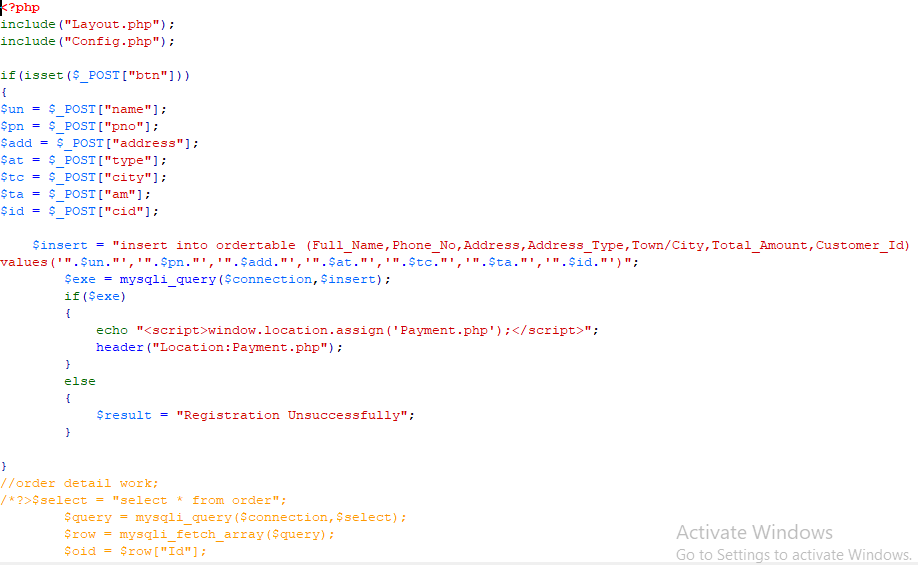 <?php
include("Layout.php");
include("Config.php");
if(isset($_POST["btn"]))
{
$un = $_POST["name"];
$pn = $_POST["pno"];
$add = $_POST["address"];
$at = $_POST["type"];
$tc = $_POST["city"];
$ta = $_POST["am"];
$id = $_POST["cid"];
$insert = "insert into ordertable (Full_Name,Phone_No,Address,Address_Type,Town/City,Total_Amount,Customer_Id)
values('".$un."','".$pn."','".$add."','".$at."','".$tc."','".$ta."','".$id."')";
$exe = mysqli_query($connection,$insert);
if($exe)
{
echo "<script>window.location.assign('Payment.php');</script>";
header("Location:Payment.php");
}
else
{
$result = "Registration Unsuccessfully";
}
}
//order detail work;
/*?>$select = "select * from order";
$query = mysqli_query($connection,$select);
$row = mysqli_fetch_array($query);
$oid = $row["Id"];
Activate Windows
Go to Settings to activate Windows.